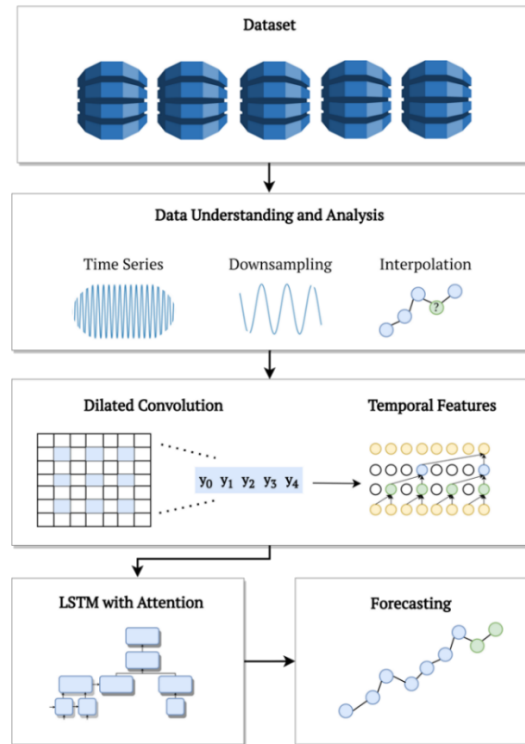 Dataset
Data Understanding and Analysis
Time Series Downsampling Interpolation
?
Dilated Convolution Temporal Features
y₀ y₁ y₂ y₃ y₄
LSTM with Attention Forecasting